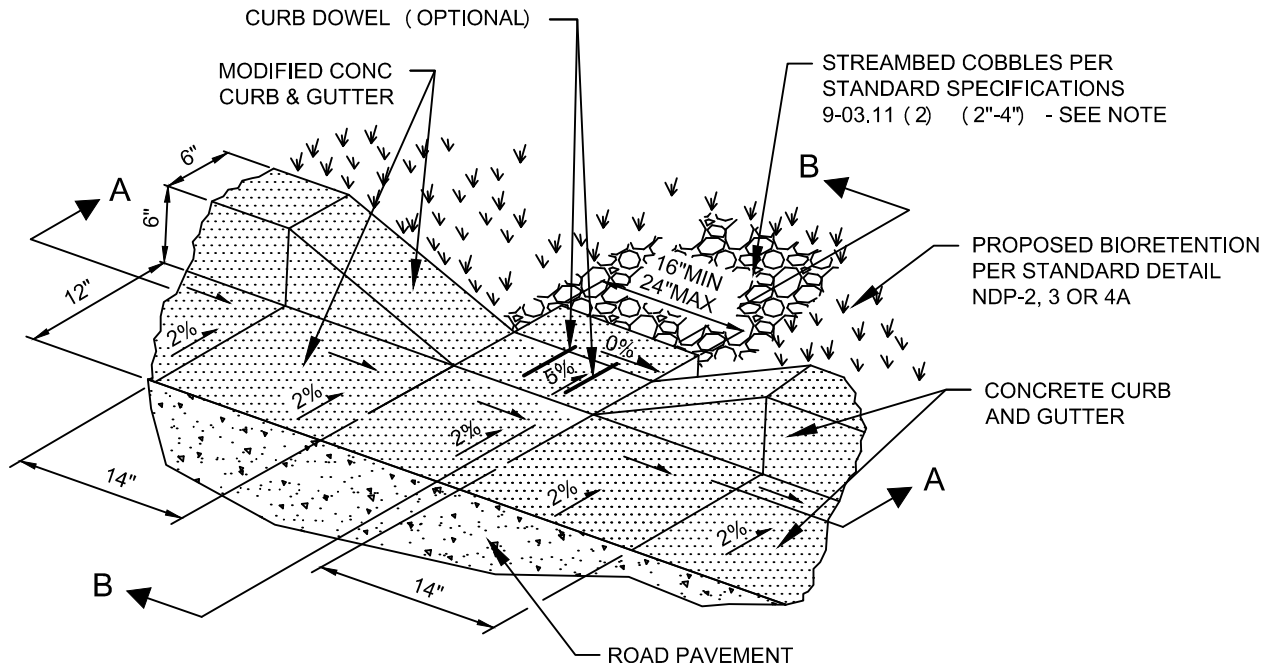 CURB DOWEL ( OPTIONAL)
MODIFIED CONC
CURB & GUTTER
STREAMBED COBBLES PER
STANDARD SPECIFICATIONS
9-03.11 ( 2) ( 2"-4") - SEE NOTE
B
6"
A
6"
16"MIN
24"MAX
PROPOSED BIORETENTION
PER STANDARD DETAIL
NDP-2, 3 OR 4A
12"
2%
0%
5%
2%
2%
CONCRETE CURB
AND GUTTER
14"
2%
2%
A
B
14"
ROAD PAVEMENT